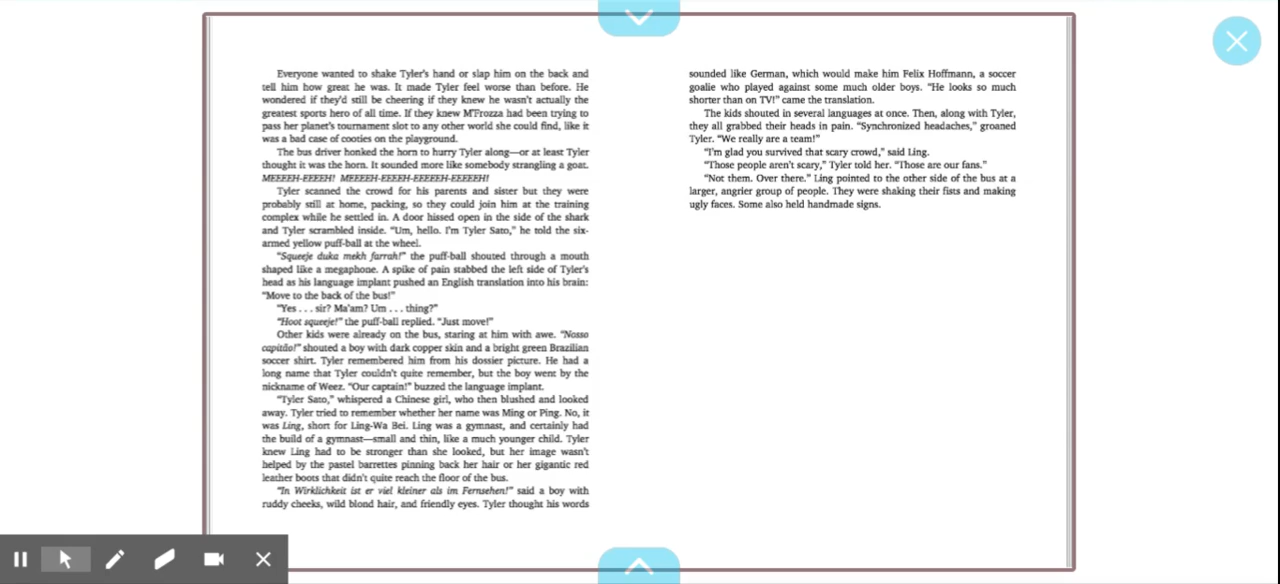 Everyone wanted to shake Tyler's hand or slap him on the back and
tell him how great he was. It made Tyler feel worse than before. He
wondered if they'd still be cheering if they knew he wasn't actually the
greatest sports hero of all time. If they knew M'Frozza had been trying to
pass her planet's tournament slot to any other world she could find, like it
was a bad case of cooties on the playground.
The bus driver honked the horn to hurry Tyler along—or at least Tyler
thought it was the horn. It sounded more like somebody strangling a goat.
MEEEEH-EEEEH! MEEEEH-EEEEH-EEEEEH-EEEEEH!
Tyler scanned the crowd for his parents and sister but they were
probably still at home, packing, so they could join him at the training
complex while he settled in. A door hissed open in the side of the shark
and Tyler scrambled inside. “Um, hello. I'm Tyler Sato,” he told the six-
armed yellow puff-ball at the wheel.
“Squeeje duka mekh farrah!” the puff-ball shouted through a mouth
shaped like a megaphone. A spike of pain stabbed the left side of Tyler's
head as his language implant pushed an English translation into his brain:
“Move to the back of the bus!”
“Yes . . . sir? Ma'am? Um . . . thing?”
“Hoot squeeje!” the puff-ball replied. “Just move!”
Other kids were already on the bus, staring at him with awe. “Nosso
capitão!” shouted a boy with dark copper skin and a bright green Brazilian
soccer shirt. Tyler remembered him from his dossier picture. He had a
long name that Tyler couldn't quite remember, but the boy went by the
nickname of Weez. “Our captain!” buzzed the language implant.
“Tyler Sato,” whispered a Chinese girl, who then blushed and looked
away. Tyler tried to remember whether her name was Ming or Ping. No, it
was Ling, short for Ling-Wa Bei. Ling was a gymnast, and certainly had
the build of a gymnast—small and thin, like a much younger child. Tyler
knew Ling had to be stronger than she looked, but her image wasn't
helped by the pastel barrettes pinning back her hair or her gigantic red
leather boots that didn't quite reach the floor of the bus.
“In Wirklichkeit ist er viel kleiner als im Fernsehen!” said a boy with
ruddy cheeks, wild blond hair, and friendly eyes. Tyler thought his words
sounded like German, which would make him Felix Hoffmann, a soccer
goalie who played against some much older boys. “He looks so much
shorter than on TV!” came the translation.
The kids shouted in several languages at once. Then, along with Tyler,
they all grabbed their heads in pain. “Synchronized headaches,” groaned
Tyler. “We really are a team!”
“I'm glad you survived that scary crowd,” said Ling.
“Those people aren't scary,” Tyler told her. “Those are our fans.”
“Not them. Over there.” Ling pointed to the other side of the bus at a
larger, angrier group of people. They were shaking their fists and making
ugly faces. Some also held handmade signs.